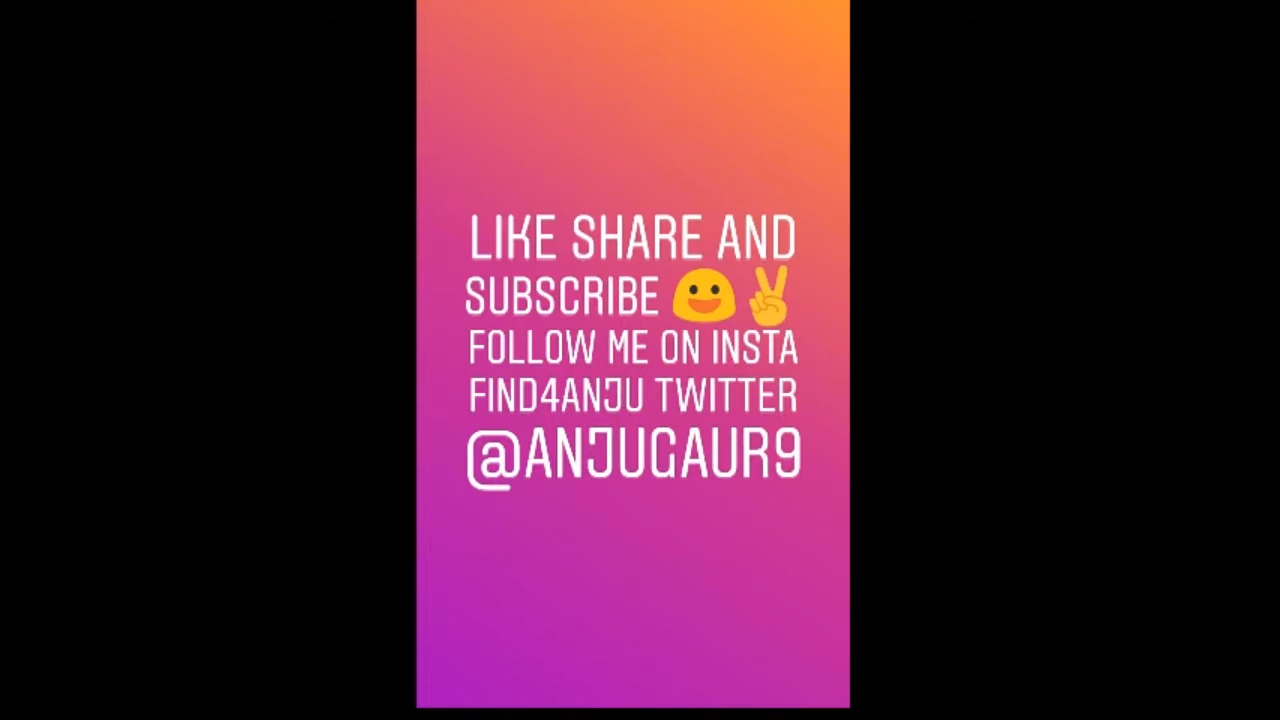 LIKE SHARE AND
SUBSCRIBE 😃✌
FOLLOW ME ON INSTA
FIND4ANJU TWITTER
@ANJUGAUR9